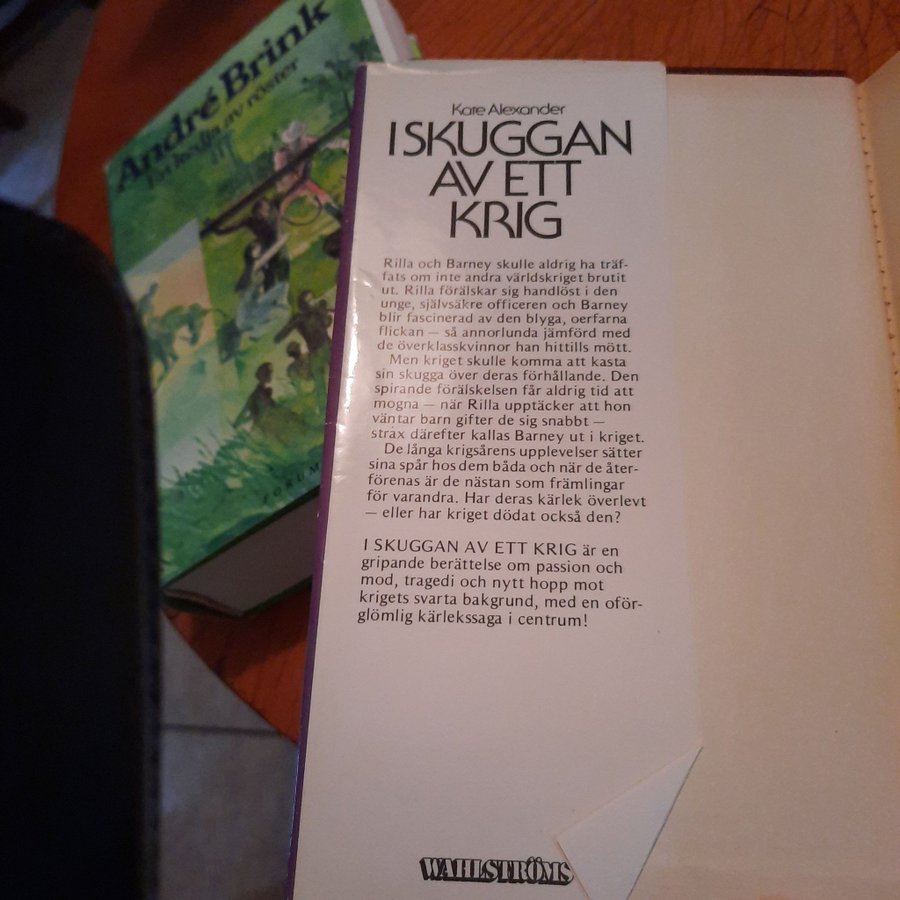 André Brink
En kedja av röster
FORUM
Kate Alexander
I SKUGGAN
AV ETT
KRIG
Rilla och Barney skulle aldrig ha träf-
fats om inte andra världskriget brutit
ut. Rilla förälskar sig handlöst i den
unge, självsäkre officeren och Barney
blir fascinerad av den blyga, oerfarna
flickan — så annorlunda jämförd med
de överklasskvinnor han hittills mött.
Men kriget skulle komma att kasta
sin skugga över deras förhållande. Den
spirande förälskelsen får aldrig tid att
mogna — när Rilla upptäcker att hon
väntar barn gifter de sig snabbt —
strax därefter kallas Barney ut i kriget.
De långa krigsårens upplevelser sätter
sina spår hos dem båda och när de åter-
förenas är de nästan som främlingar
för varandra. Har deras kärlek överlevt
— eller har kriget dödat också den?
I SKUGGAN AV ETT KRIG är en
gripande berättelse om passion och
mod, tragedi och nytt hopp mot
krigets svarta bakgrund, med en oför-
glömlig kärlekssaga i centrum!
WAHLSTRÖMS